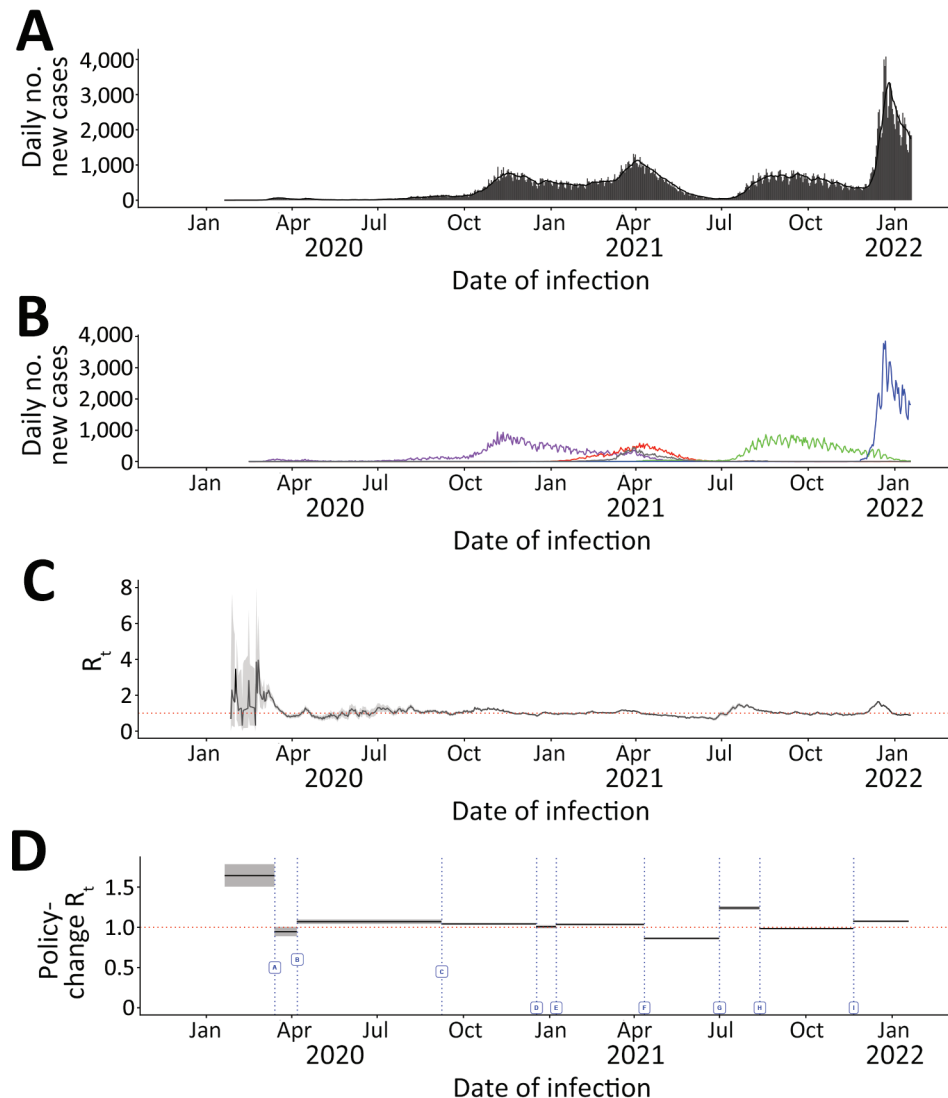 A
Daily no.
new cases
4,000
3,000
2,000
1,000
0
Jan Apr Jul Oct Jan Apr Jul Oct Jan
2020 2021 2022
Date of infection
B
Daily no.
new cases
4,000
3,000
2,000
1,000
0
Jan Apr Jul Oct Jan Apr Jul Oct Jan
2020 2021 2022
Date of infection
C
Rt
8
6
4
2
0
Jan Apr Jul Oct Jan Apr Jul Oct Jan
2020 2021 2022
Date of infection
D
Policy-
change Rt
1.5
1.0
0.5
0
A B C D E F G H I
Jan Apr Jul Oct Jan Apr Jul Oct Jan
2020 2021 2022
Date of infection